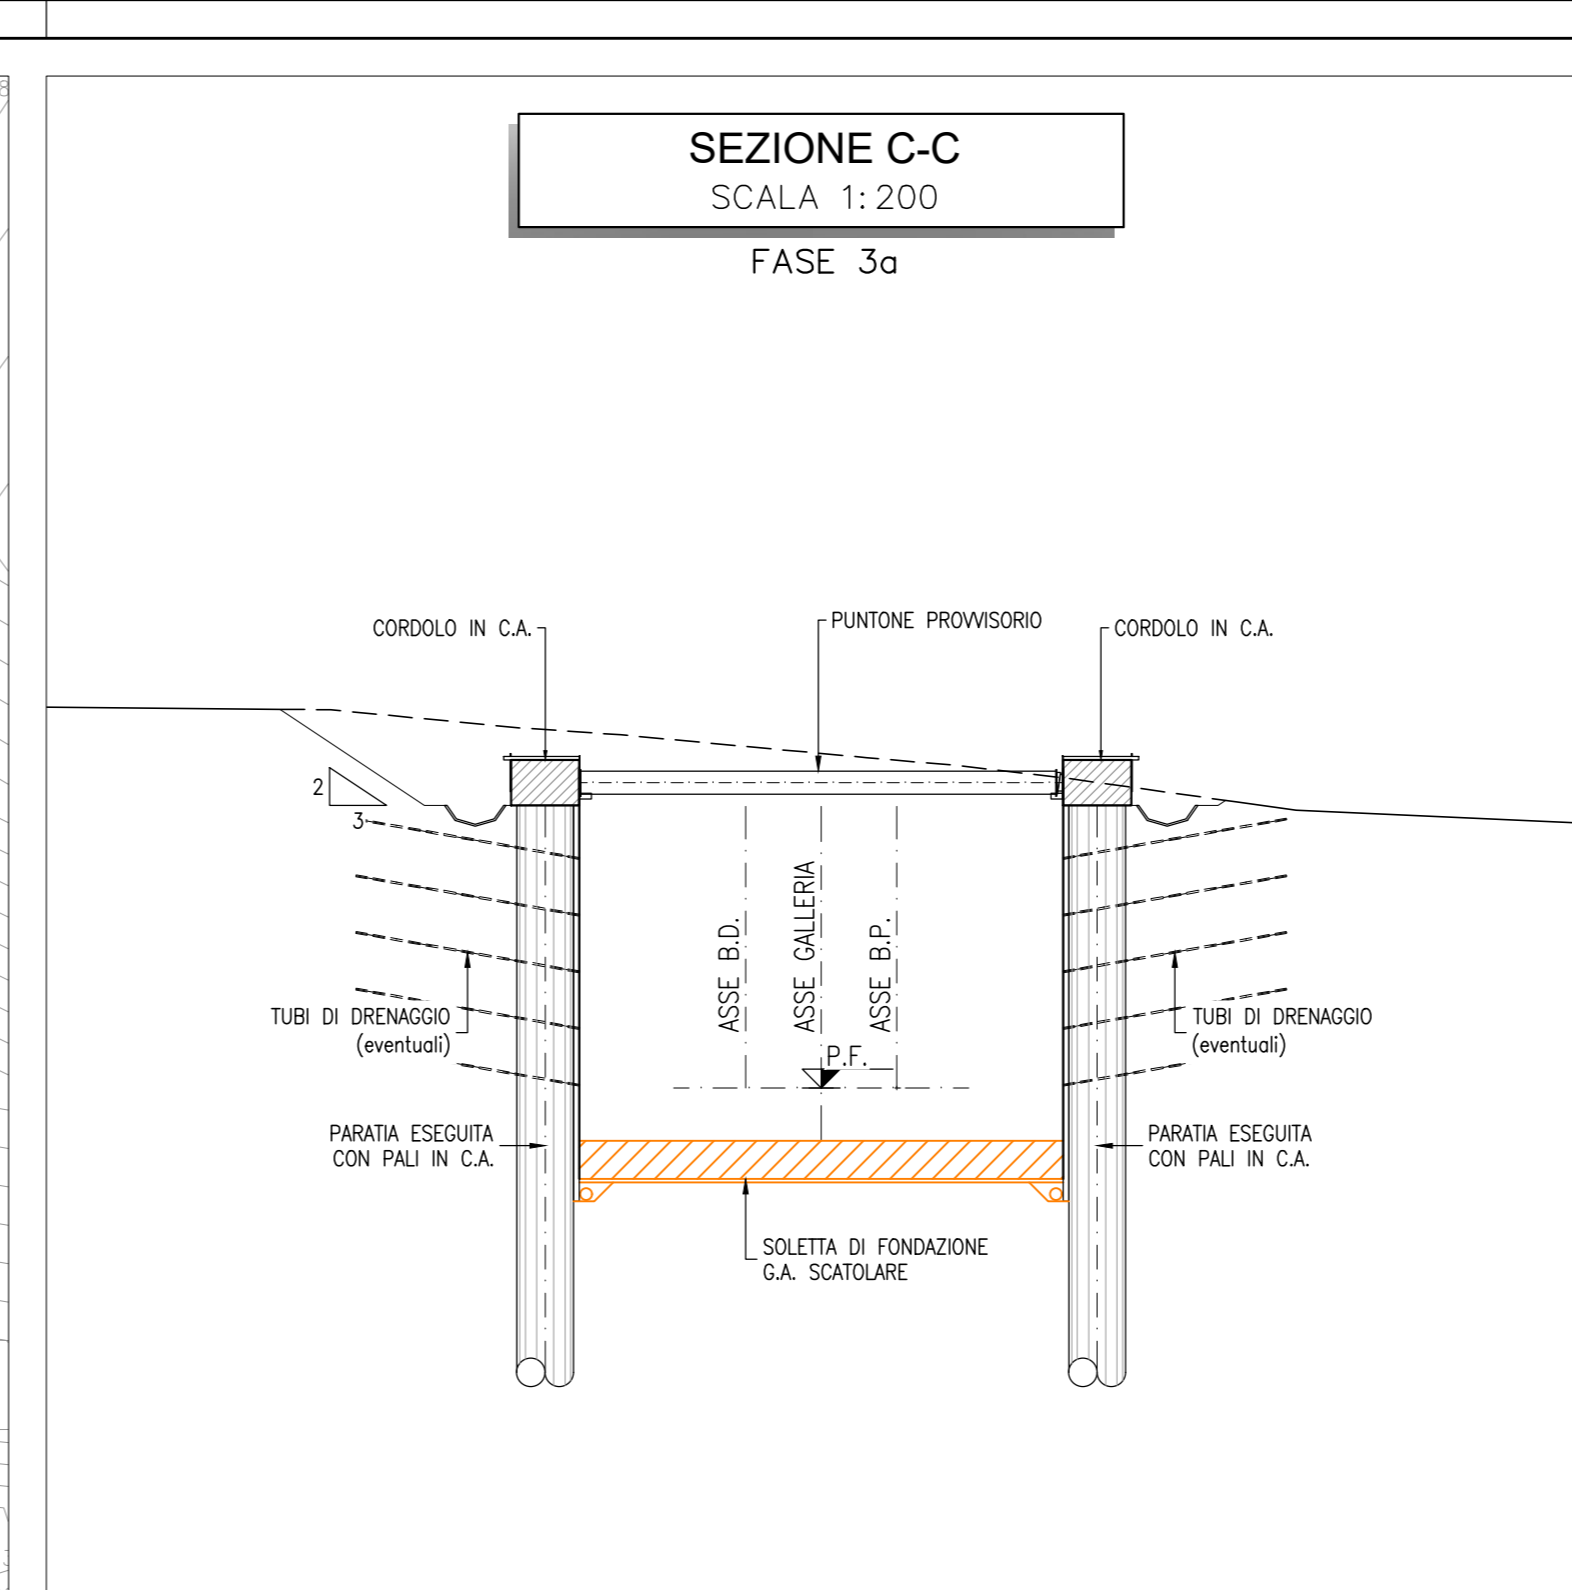 SEZIONE C-C
SCALA 1:200
FASE 3a
CORDOLO IN C.A.
PUNTONE PROVVISORIO
CORDOLO IN C.A.
2
3
ASSE B.D.
ASSE GALLERIA
ASSE B.P.
P.F.
TUBI DI DRENAGGIO
(eventuali)
TUBI DI DRENAGGIO
(eventuali)
PARATIA ESEGUITA
CON PALI IN C.A.
PARATIA ESEGUITA
CON PALI IN C.A.
SOLETTA DI FONDAZIONE
G.A. SCATOLARE